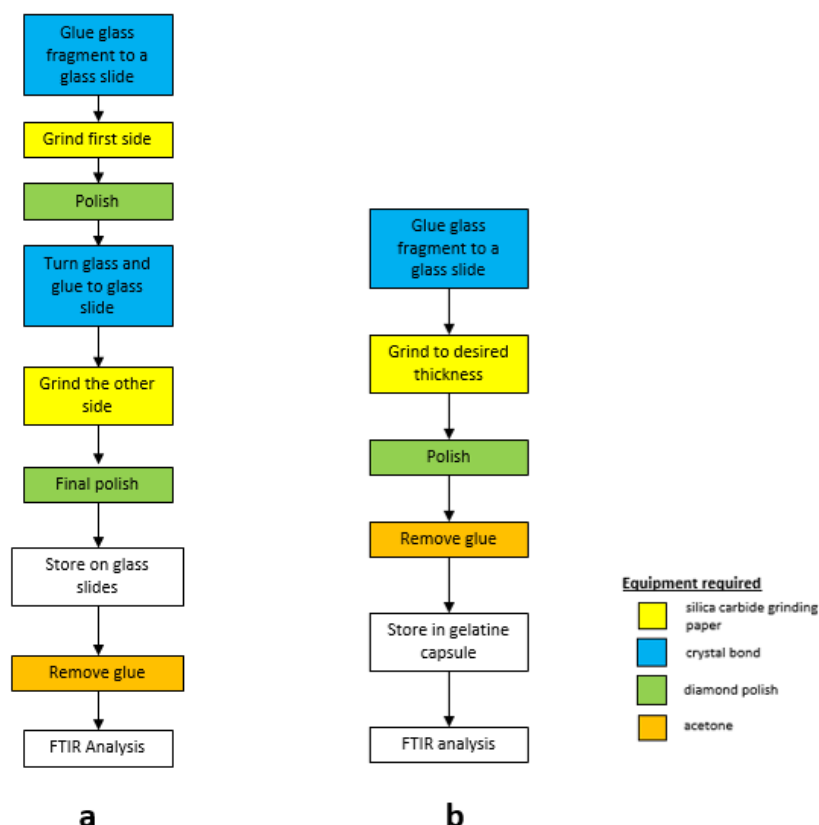 Glue glass
fragment to a
glass slide
Grind first side
Polish
Turn glass and
glue to glass
slide
Grind the other
side
Final polish
Store on glass
slides
Remove glue
FTIR Analysis
a
Glue glass
fragment to a
glass slide
Grind to desired
thickness
Polish
Remove glue
Store in gelatine
capsule
FTIR analysis
b
Equipment required
silica carbide grinding
paper
crystal bond
diamond polish
acetone